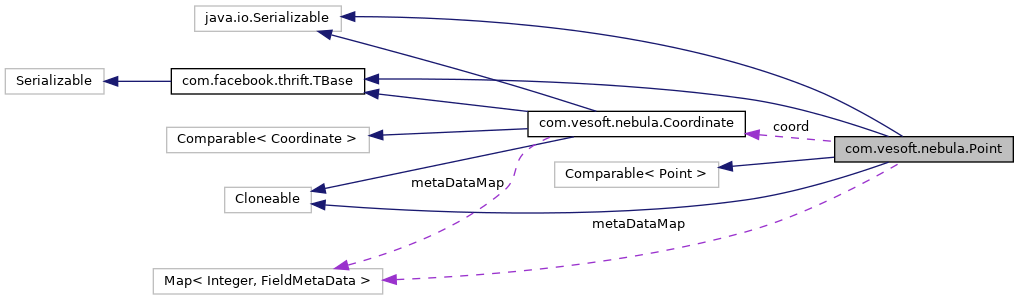 java.io.Serializable
Serializable
com.facebook.thrift.TBase
com.vesoft.nebula.Coordinate
coord
Comparable< Coordinate >
com.vesoft.nebula.Point
Comparable< Point >
metaDataMap
Cloneable
metaDataMap
Map< Integer, FieldMetaData >